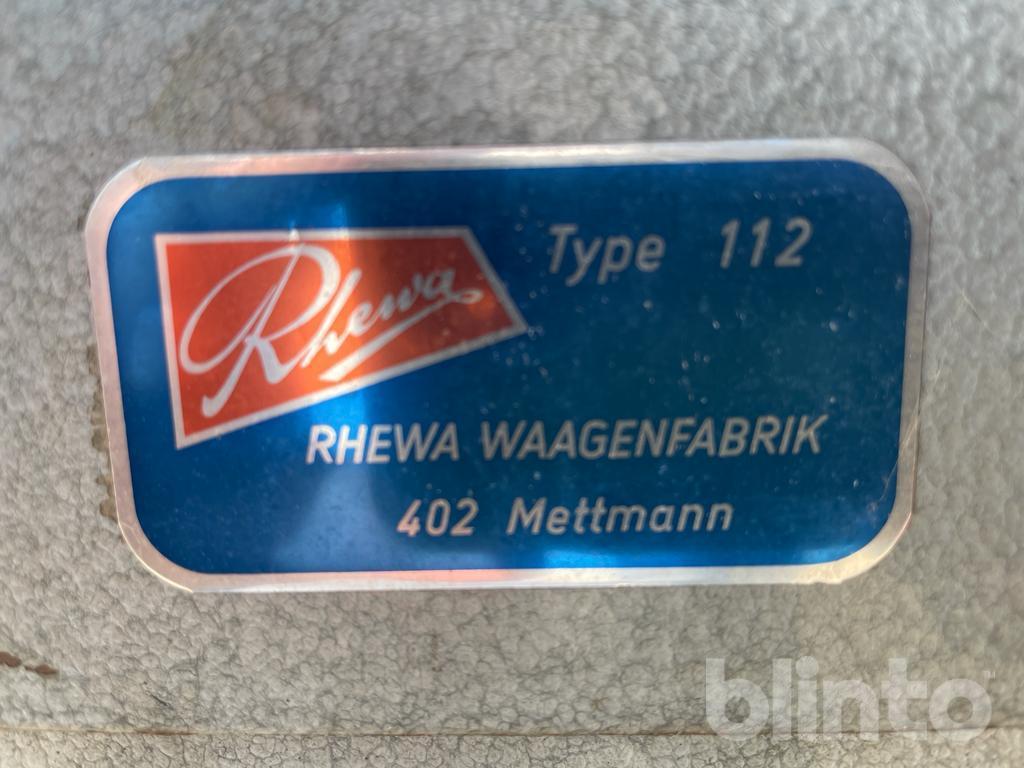 Rhewa
Type 112
RHEWA WAAGENFABRIK
402 Mettmann
blinto